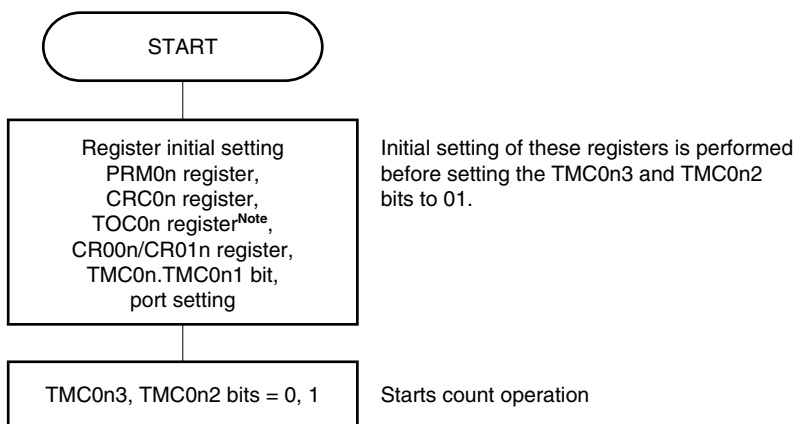 START
Register initial setting
PRM0n register,
CRC0n register,
TOC0n registerNote,
CR00n/CR01n register,
TMC0n.TMC0n1 bit,
port setting
Initial setting of these registers is performed
before setting the TMC0n3 and TMC0n2
bits to 01.
TMC0n3, TMC0n2 bits = 0, 1
Starts count operation